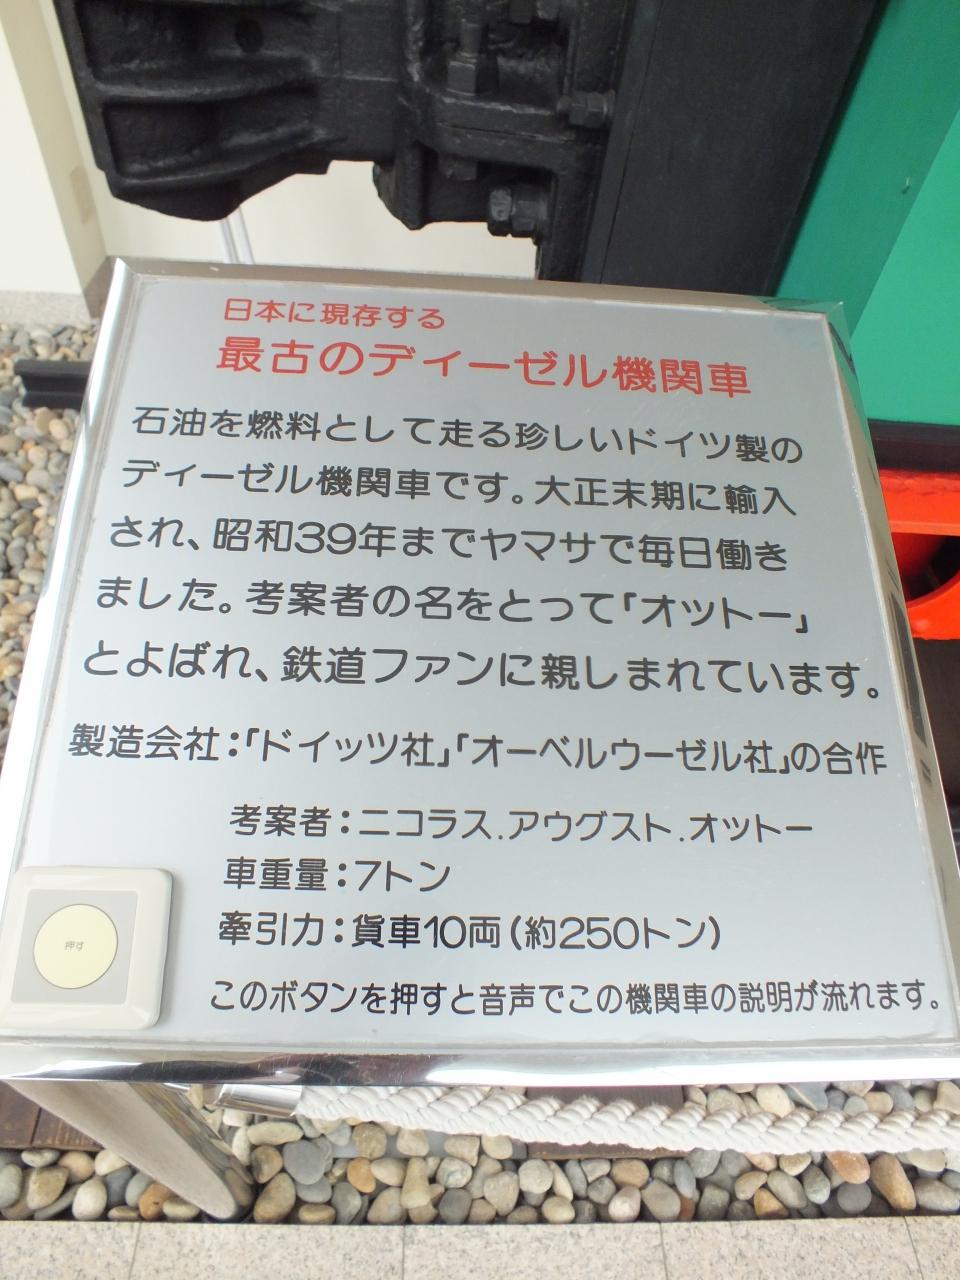 日本に現存する
最古のディーゼル機関車
石油を燃料として走る珍しいドイツ製の
ディーゼル機関車です。大正末期に輸入
され、昭和39年までヤマサで毎日働き
ました。考案者の名をとって「オットー」
とよばれ、鉄道ファンに親しまれています。
製造会社:「ドイッツ社」「オーベルウーゼル社」の合作
考案者:ニコラス.アウグスト.オットー
車重量:7トン
牽引力:貨車10両(約250トン)
押す
このボタンを押すと音声でこの機関車の説明が流れます。